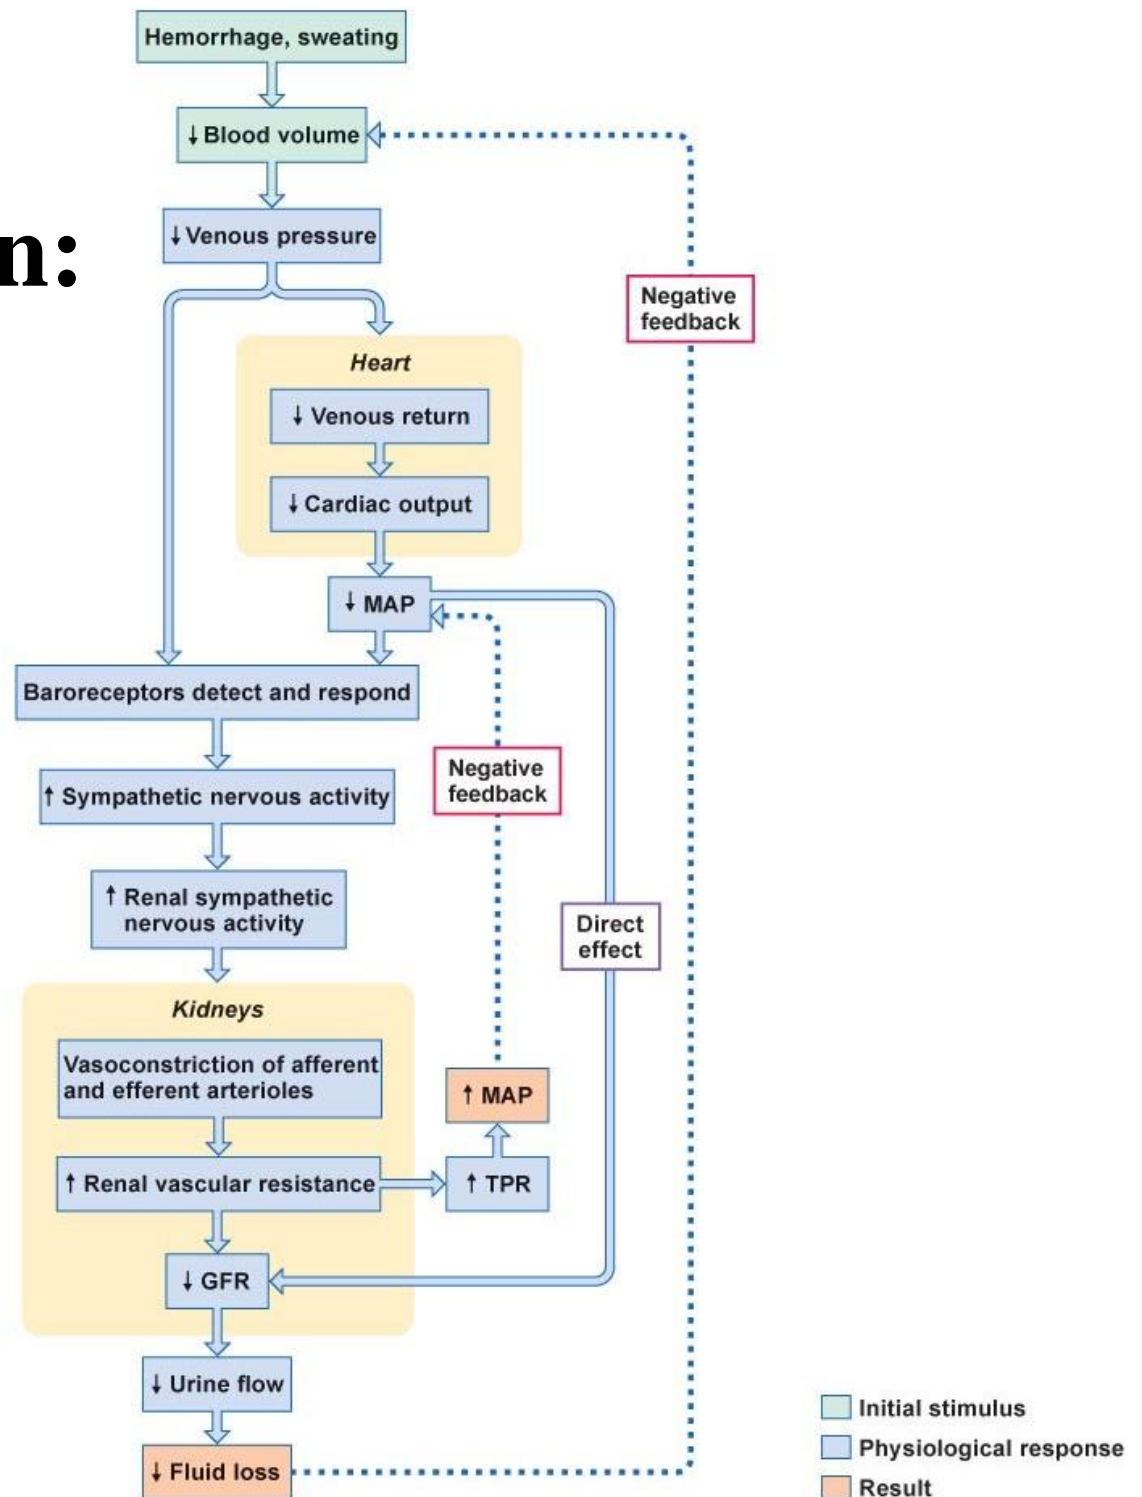 Hemorrhage, sweating
↓ Blood volume
n:
↓ Venous pressure
Negative
feedback
Heart
↓ Venous return
↓ Cardiac output
↓ MAP
Baroreceptors detect and respond
Negative
feedback
↑ Sympathetic nervous activity
↑ Renal sympathetic
nervous activity
Direct
effect
Kidneys
Vasoconstriction of afferent
and efferent arterioles
↑ MAP
↑ Renal vascular resistance
↑ TPR
↓ GFR
↓ Urine flow
↓ Fluid loss
Initial stimulus
Physiological response
Result